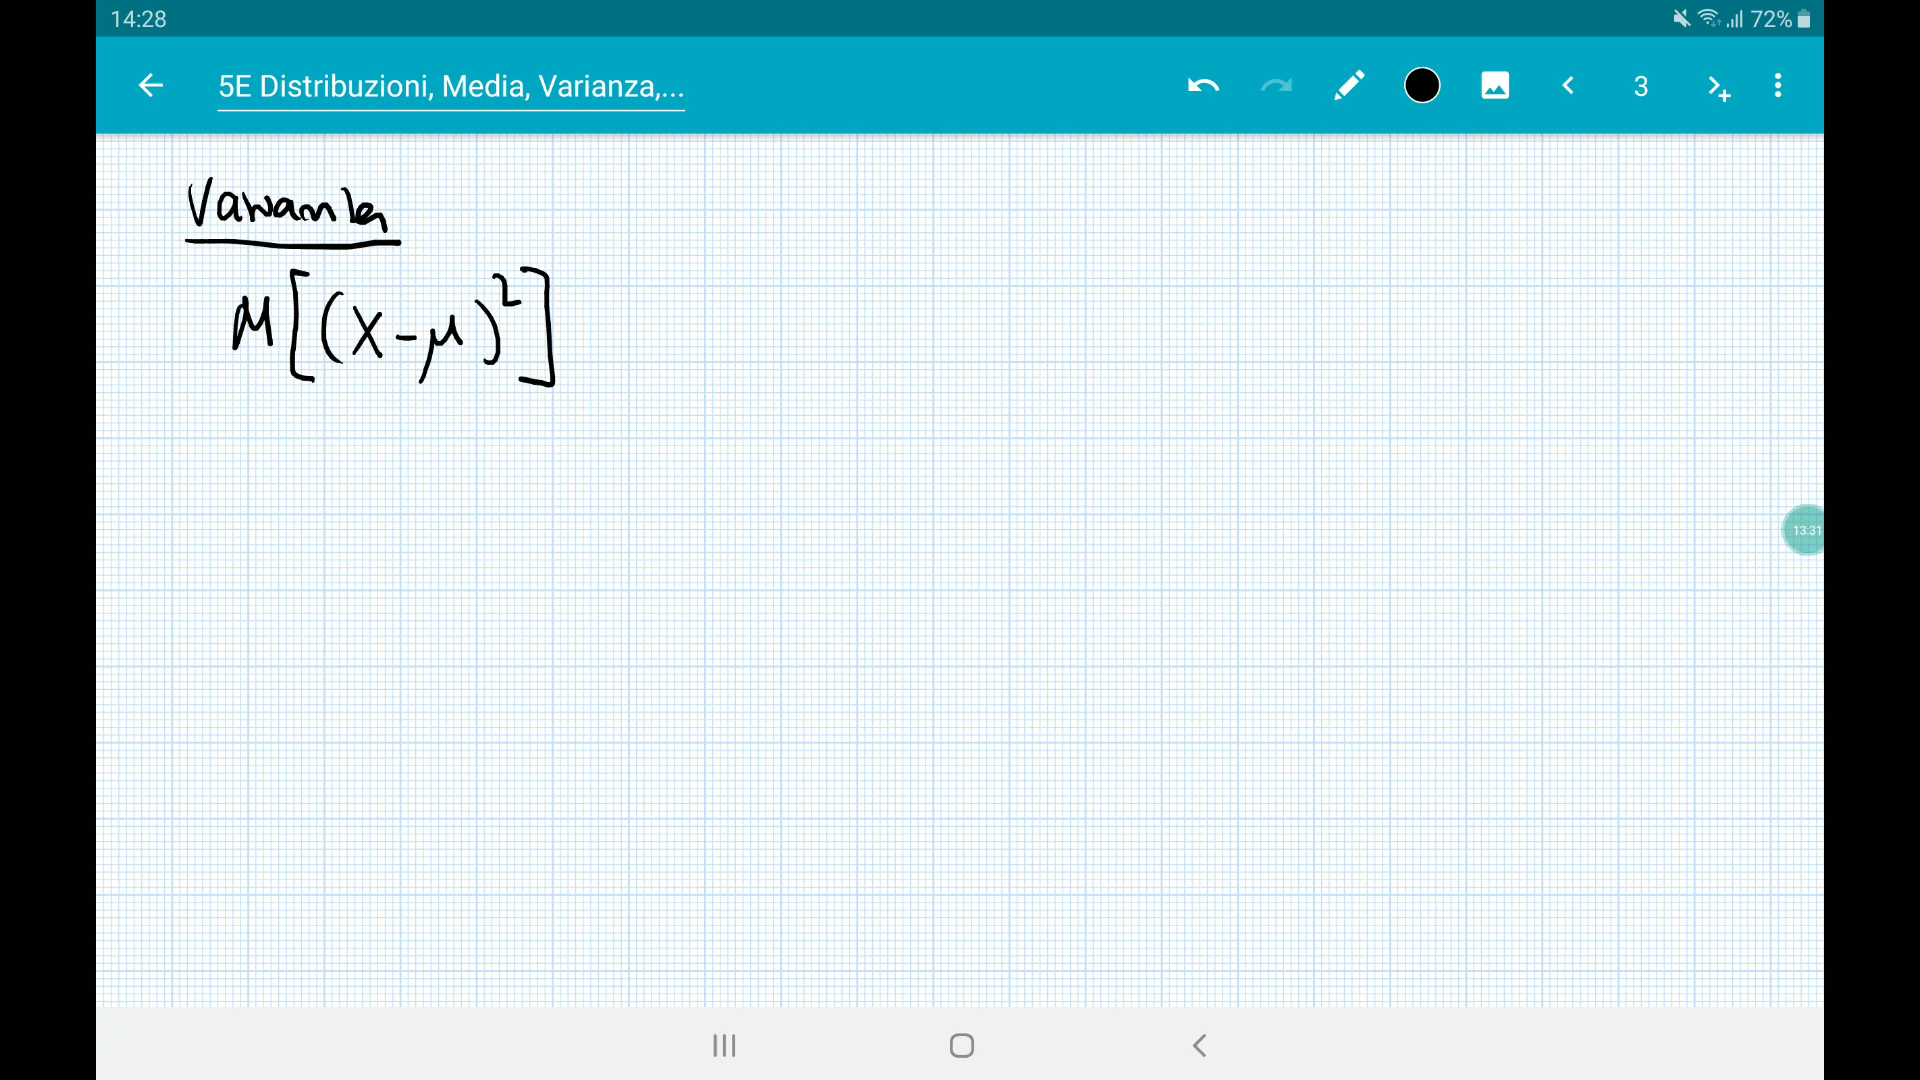 14:28
72%
5E Distribuzioni, Media, Varianza,...
3
Varianza
M[(X-μ)²]
13:31